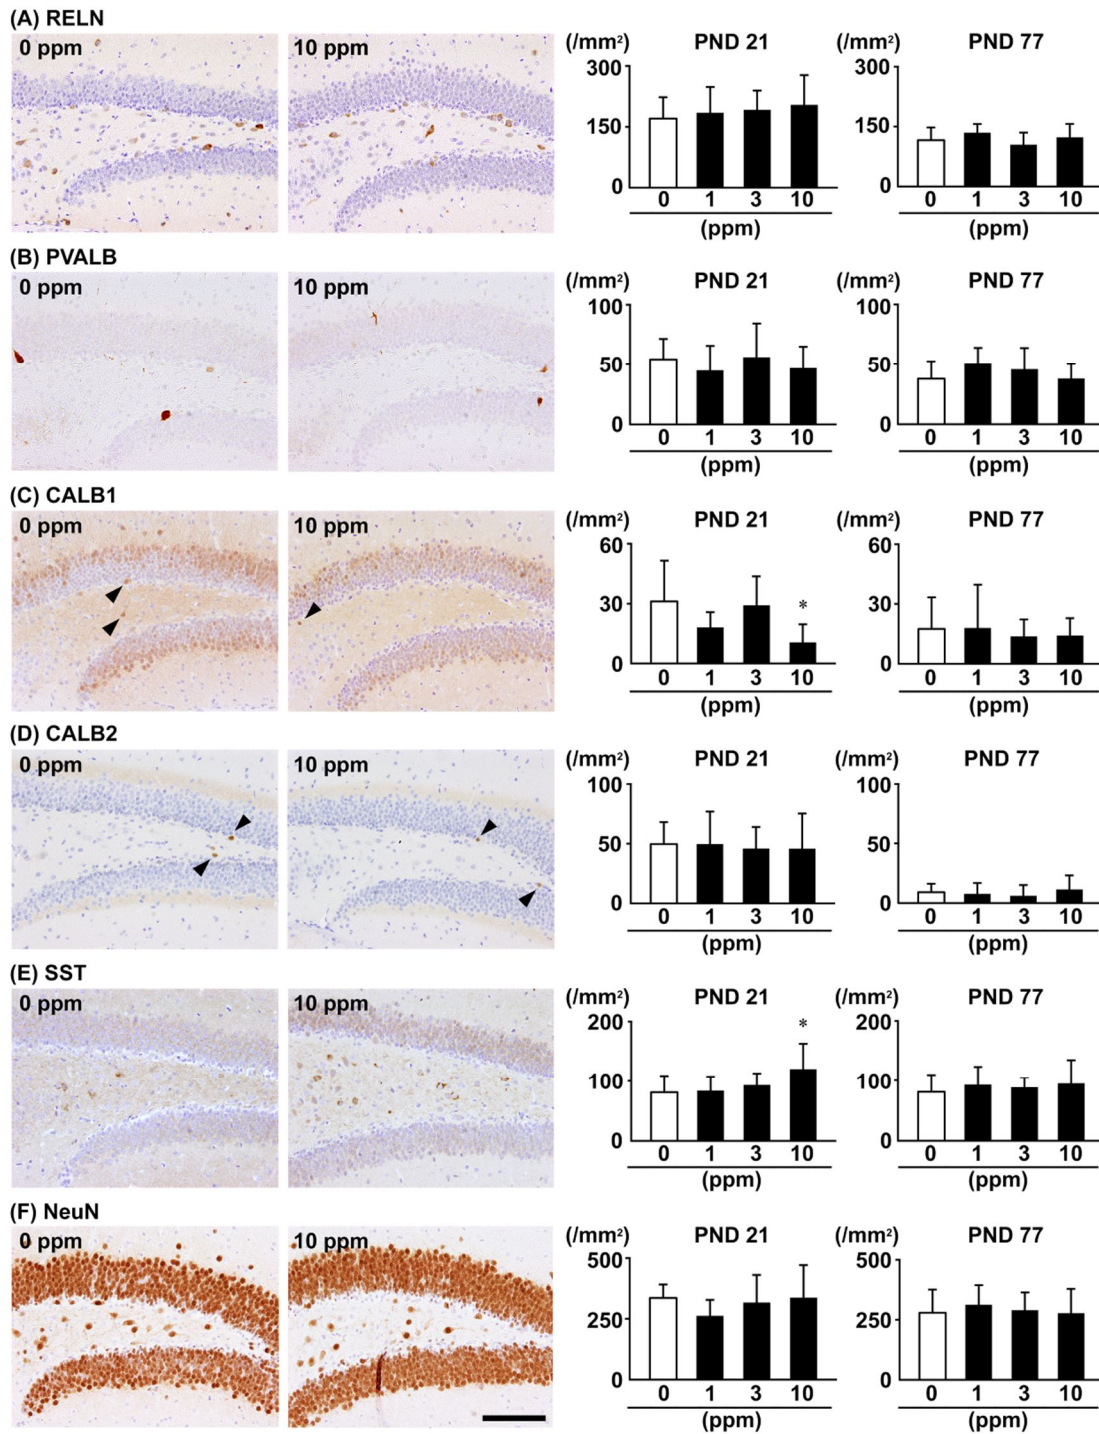 (A) RELN
0 ppm 10 ppm (/mm²) PND 21 (/mm²) PND 77
300 300
150 150
0 0
0 1 3 10 0 1 3 10
(ppm) (ppm)
(B) PVALB
0 ppm 10 ppm (/mm²) PND 21 (/mm²) PND 77
100 100
50 50
0 0
0 1 3 10 0 1 3 10
(ppm) (ppm)
(C) CALB1
0 ppm 10 ppm (/mm²) PND 21 (/mm²) PND 77
60 60
30 * 30
0 0
0 1 3 10 0 1 3 10
(ppm) (ppm)
(D) CALB2
0 ppm 10 ppm (/mm²) PND 21 (/mm²) PND 77
100 100
50 50
0 0
0 1 3 10 0 1 3 10
(ppm) (ppm)
(E) SST
0 ppm 10 ppm (/mm²) PND 21 (/mm²) PND 77
200 * 200
100 100
0 0
0 1 3 10 0 1 3 10
(ppm) (ppm)
(F) NeuN
0 ppm 10 ppm (/mm²) PND 21 (/mm²) PND 77
500 500
250 250
0 0
0 1 3 10 0 1 3 10
(ppm) (ppm)